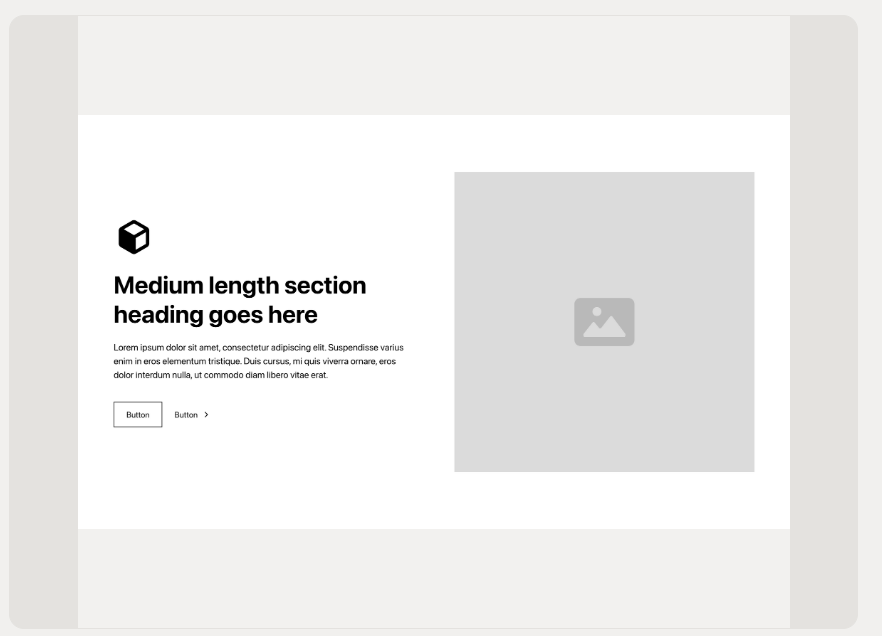 Medium length section
heading goes here
Lorem ipsum dolor sit amet, consectetur adipiscing elit. Suspendisse varius
enim in eros elementum tristique. Duis cursus, mi quis viverra ornare, eros
dolor interdum nulla, ut commodo diam libero vitae erat.
Button Button